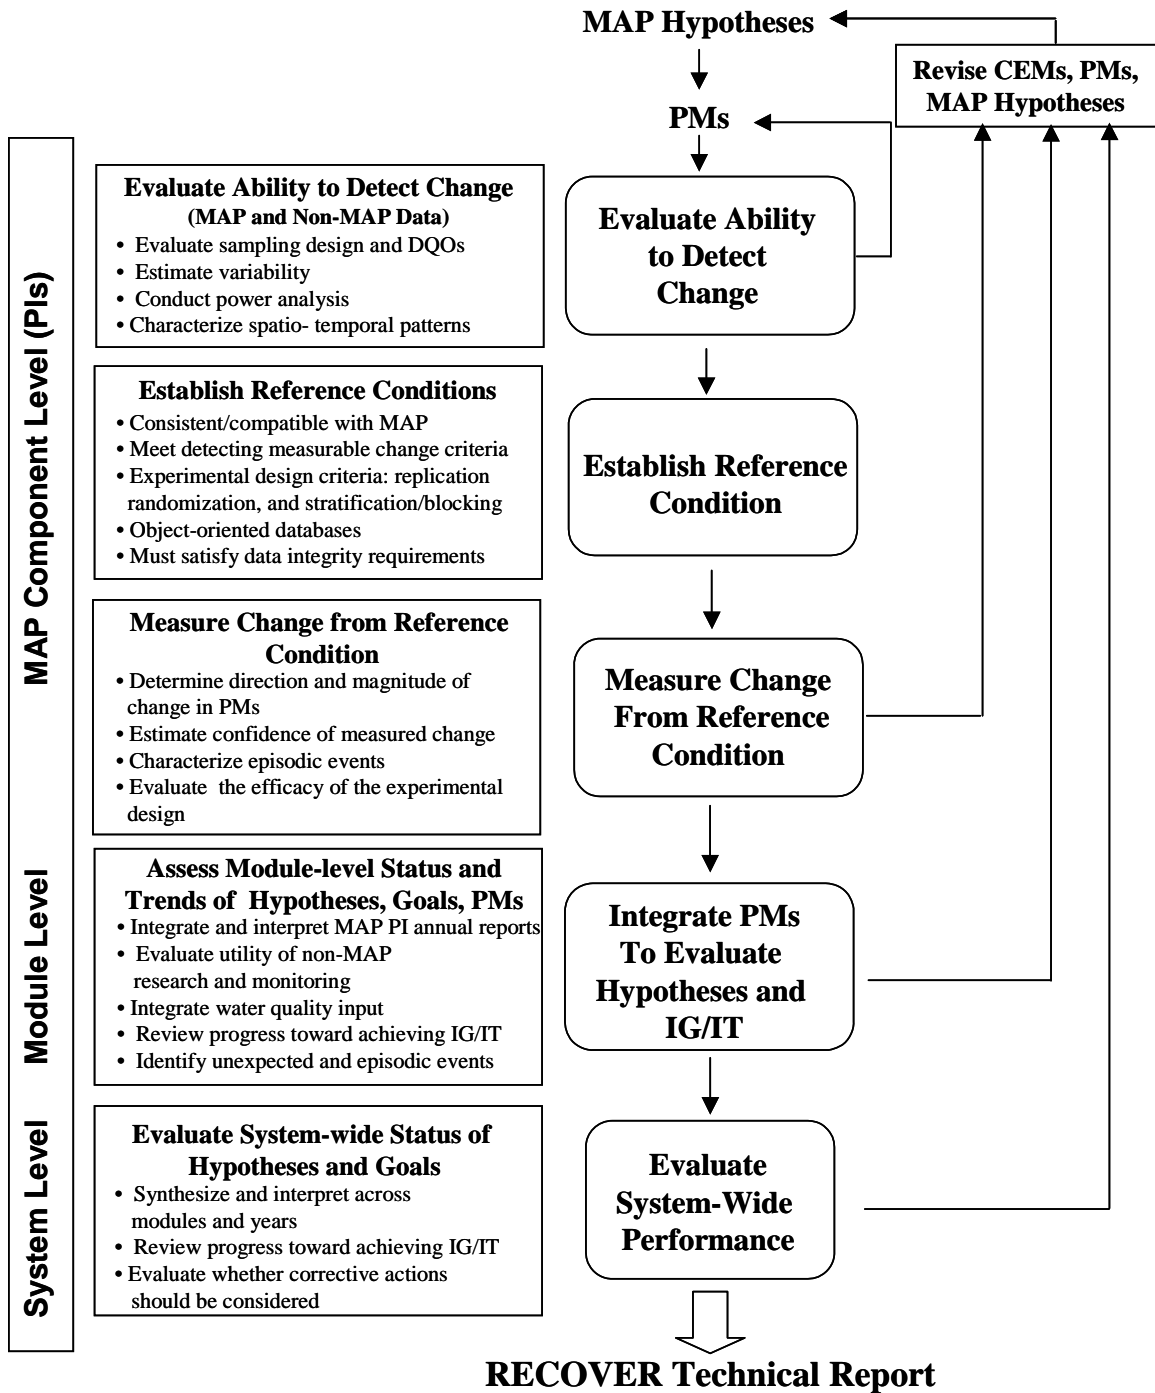 MAP Hypotheses
Revise CEMs, PMs,
MAP Hypotheses
PMs
MAP Component Level (PIs)
Evaluate Ability to Detect Change
(MAP and Non-MAP Data)
• Evaluate sampling design and DQOs
• Estimate variability
• Conduct power analysis
• Characterize spatio- temporal patterns
Evaluate Ability
to Detect
Change
Establish Reference Conditions
• Consistent/compatible with MAP
• Meet detecting measurable change criteria
• Experimental design criteria: replication
randomization, and stratification/blocking
• Object-oriented databases
• Must satisfy data integrity requirements
Establish Reference
Condition
Measure Change from Reference
Condition
• Determine direction and magnitude of
change in PMs
• Estimate confidence of measured change
• Characterize episodic events
• Evaluate the efficacy of the experimental
design
Measure Change
From Reference
Condition
Module Level
Assess Module-level Status and
Trends of Hypotheses, Goals, PMs
• Integrate and interpret MAP PI annual reports
• Evaluate utility of non-MAP
research and monitoring
• Integrate water quality input
• Review progress toward achieving IG/IT
• Identify unexpected and episodic events
Integrate PMs
To Evaluate
Hypotheses and
IG/IT
System Level
Evaluate System-wide Status of
Hypotheses and Goals
• Synthesize and interpret across
modules and years
• Review progress toward achieving IG/IT
• Evaluate whether corrective actions
should be considered
Evaluate
System-Wide
Performance
RECOVER Technical Report